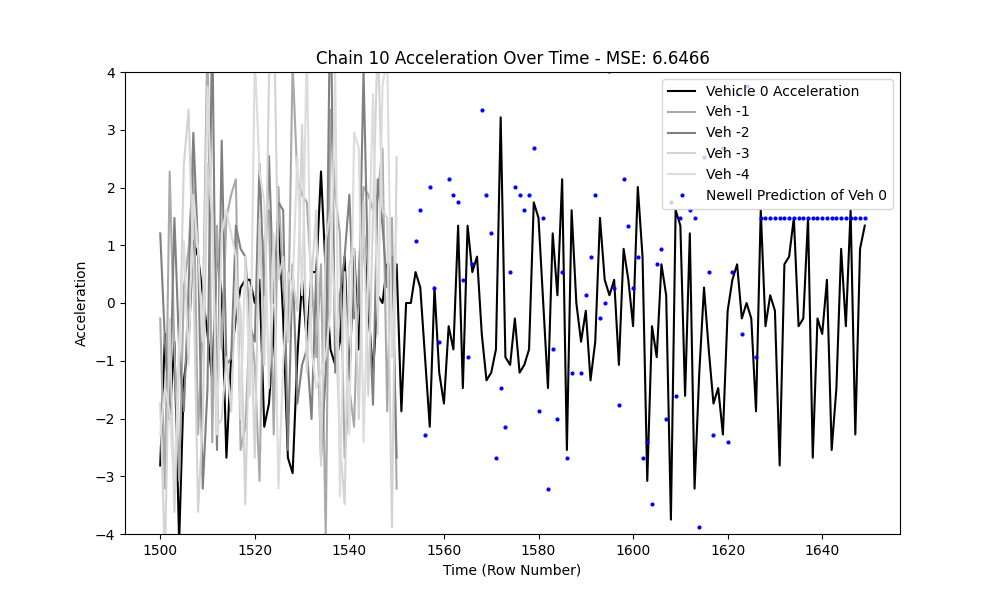 Chain 10 Acceleration Over Time - MSE: 6.6466
4
3
2
1
0
−1
−2
−3
−4
Acceleration
Vehicle 0 Acceleration
Veh -1
Veh -2
Veh -3
Veh -4
Newell Prediction of Veh 0
1500 1520 1540 1560 1580 1600 1620 1640
Time (Row Number)